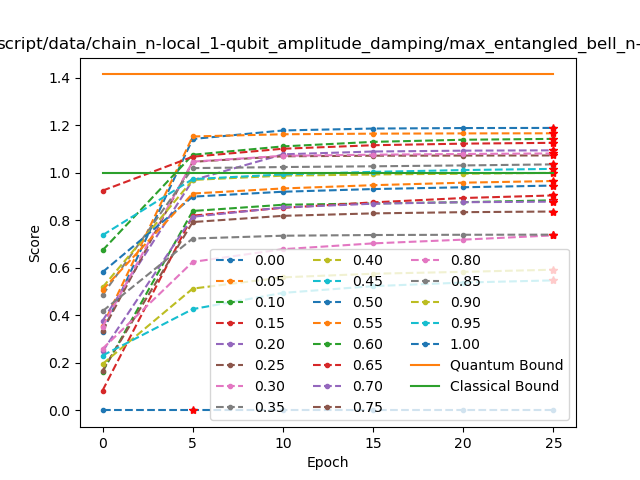 script/data/chain_n-local_1-qubit_amplitude_damping/max_entangled_bell_n-
1.4
1.2
1.0
0.8
0.6
0.4
0.2
0.0
Score
0 5 10 15 20 25
Epoch
0.00 0.40 0.80
0.05 0.45 0.85
0.10 0.50 0.90
0.15 0.55 0.95
0.20 0.60 1.00
0.25 0.65 Quantum Bound
0.30 0.70 Classical Bound
0.35 0.75